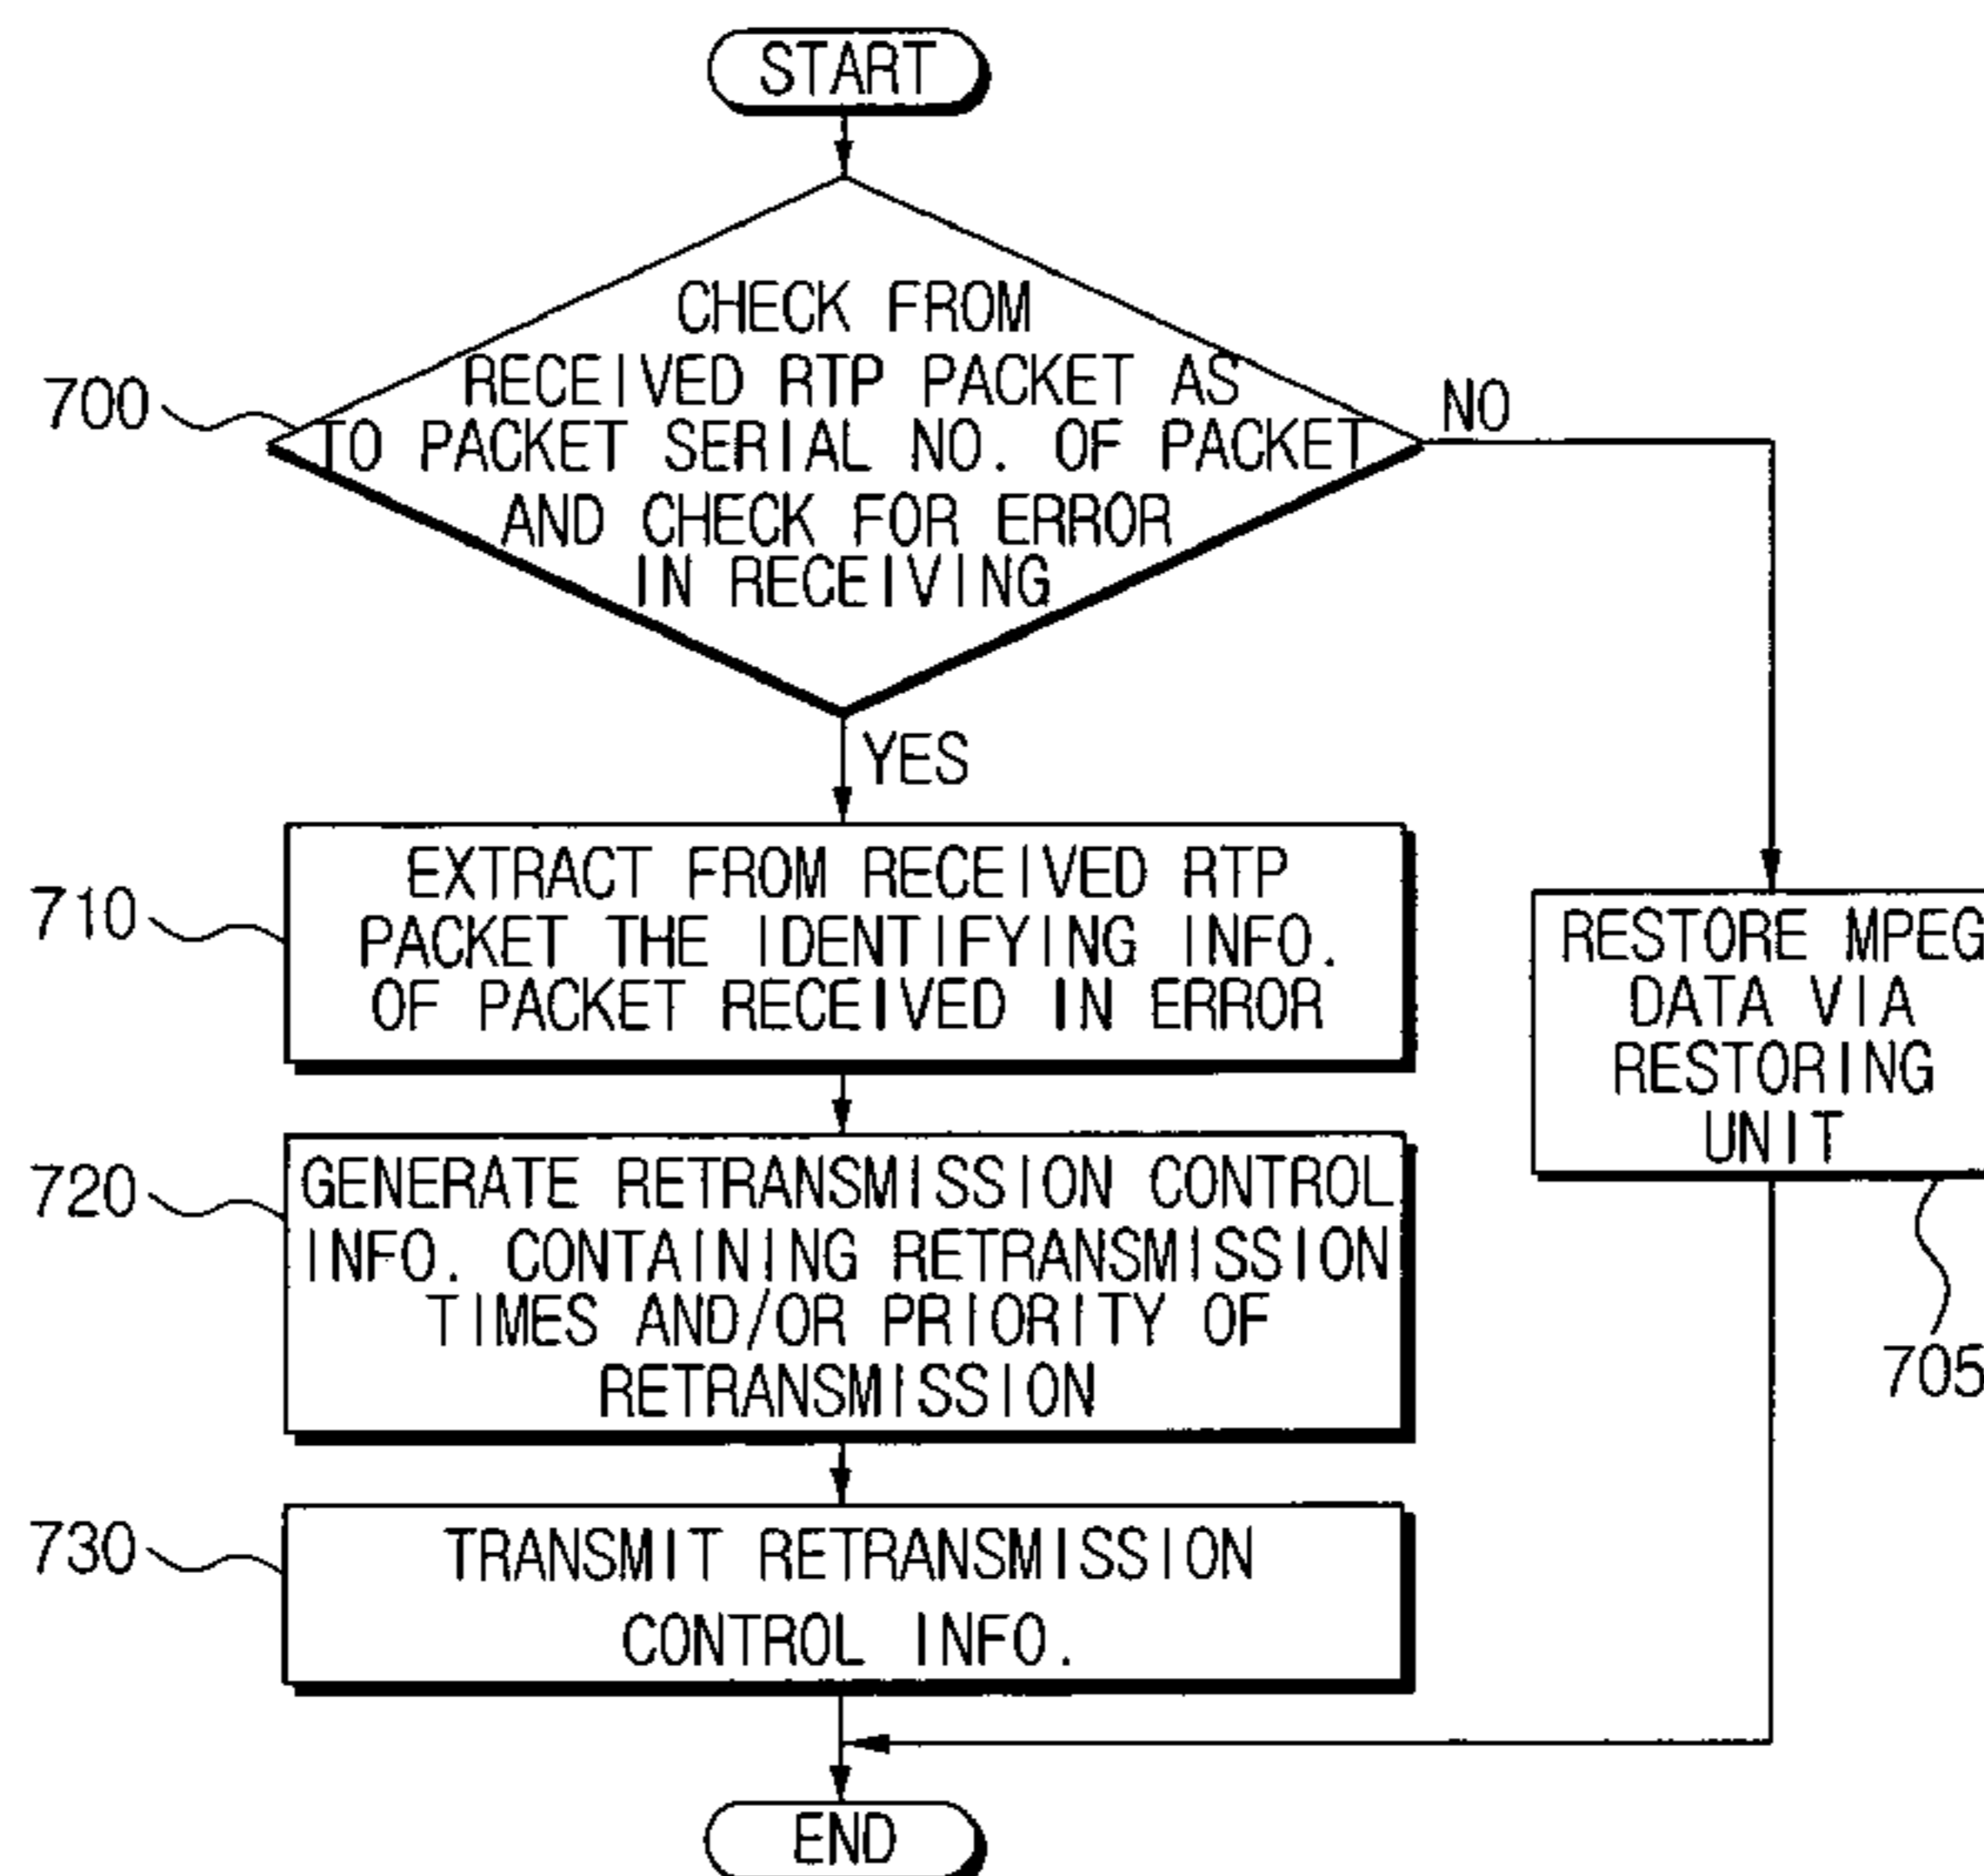 START
CHECK FROM
RECEIVED RTP PACKET AS
TO PACKET SERIAL NO. OF PACKET
AND CHECK FOR ERROR
IN RECEIVING
700
NO
YES
EXTRACT FROM RECEIVED RTP
PACKET THE IDENTIFYING INFO.
OF PACKET RECEIVED IN ERROR
710
RESTORE MPEG
DATA VIA
RESTORING
UNIT
705
GENERATE RETRANSMISSION CONTROL
INFO. CONTAINING RETRANSMISSION
TIMES AND/OR PRIORITY OF
RETRANSMISSION
720
TRANSMIT RETRANSMISSION
CONTROL INFO.
730
END